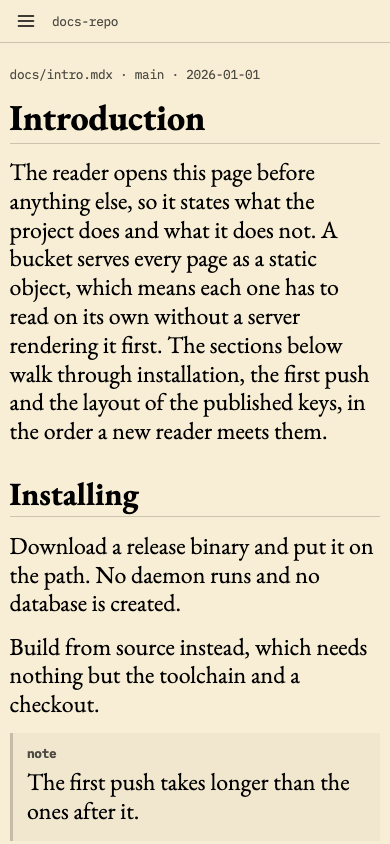 docs-repo
docs/intro.mdx · main · 2026-01-01
Introduction
The reader opens this page before
anything else, so it states what the
project does and what it does not. A
bucket serves every page as a static
object, which means each one has to
read on its own without a server
rendering it first. The sections below
walk through installation, the first push
and the layout of the published keys, in
the order a new reader meets them.
Installing
Download a release binary and put it on
the path. No daemon runs and no
database is created.
Build from source instead, which needs
nothing but the toolchain and a
checkout.
note
The first push takes longer than the
ones after it.